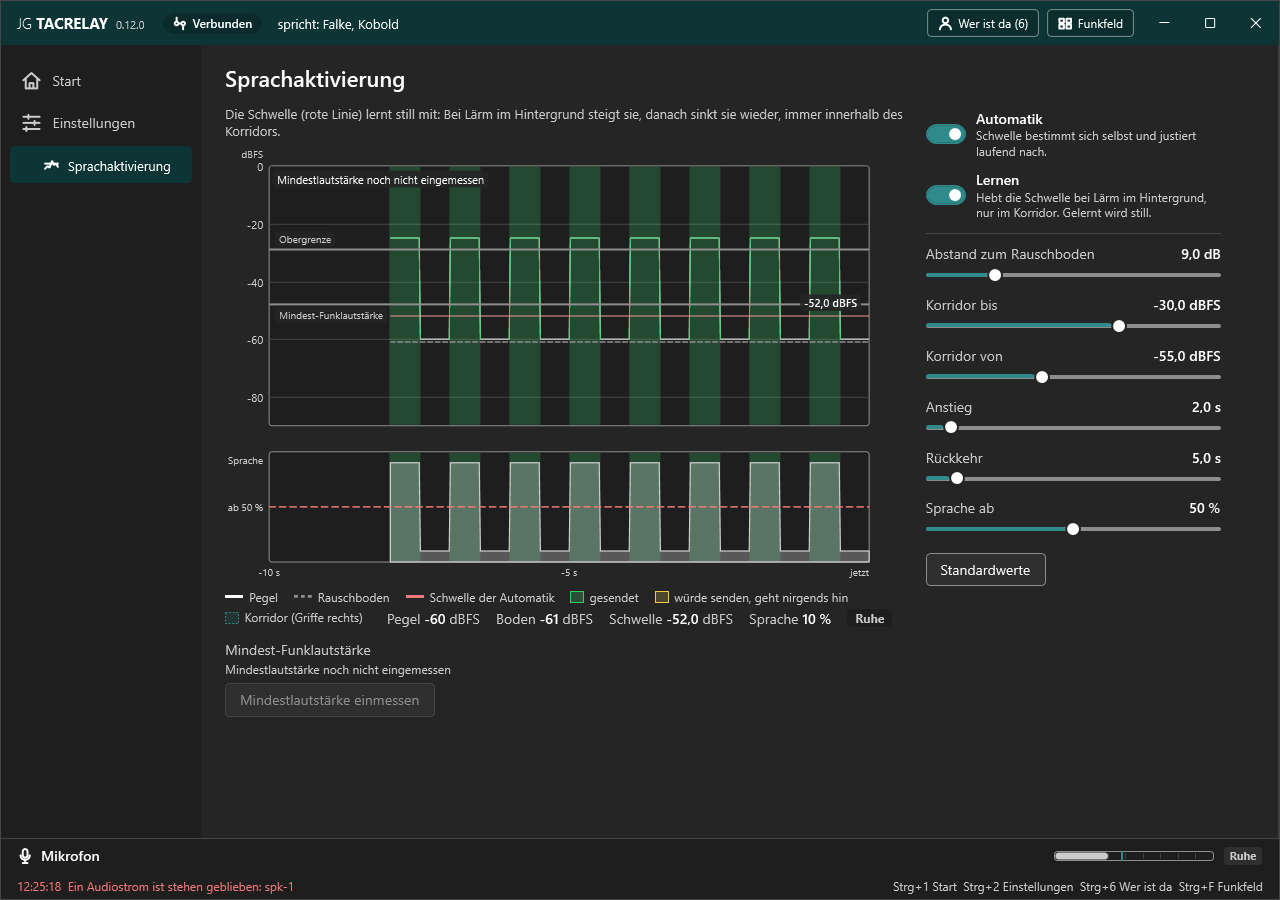 JG TACRELAY 0.12.0 Verbunden spricht: Falke, Kobold Wer ist da (6) Funkfeld
Start
Einstellungen
Sprachaktivierung
Sprachaktivierung
Die Schwelle (rote Linie) lernt still mit: Bei Lärm im Hintergrund steigt sie, danach sinkt sie wieder, immer innerhalb des
Korridors.
dBFS
0
Mindestlautstärke noch nicht eingemessen
-20
Obergrenze
-40
-52,0 dBFS
Mindest-Funklautstärke
-60
-80
Sprache
ab 50 %
-10 s -5 s jetzt
Pegel Rauschboden Schwelle der Automatik gesendet würde senden, geht nirgends hin
Korridor (Griffe rechts) Pegel -60 dBFS Boden -61 dBFS Schwelle -52,0 dBFS Sprache 10 % Ruhe
Mindest-Funklautstärke
Mindestlautstärke noch nicht eingemessen
Mindestlautstärke einmessen
Automatik
Schwelle bestimmt sich selbst und justiert
laufend nach.
Lernen
Hebt die Schwelle bei Lärm im Hintergrund,
nur im Korridor. Gelernt wird still.
Abstand zum Rauschboden 9,0 dB
Korridor bis -30,0 dBFS
Korridor von -55,0 dBFS
Anstieg 2,0 s
Rückkehr 5,0 s
Sprache ab 50 %
Standardwerte
Mikrofon Ruhe
12:25:18 Ein Audiostrom ist stehen geblieben: spk-1 Strg+1 Start Strg+2 Einstellungen Strg+6 Wer ist da Strg+F Funkfeld